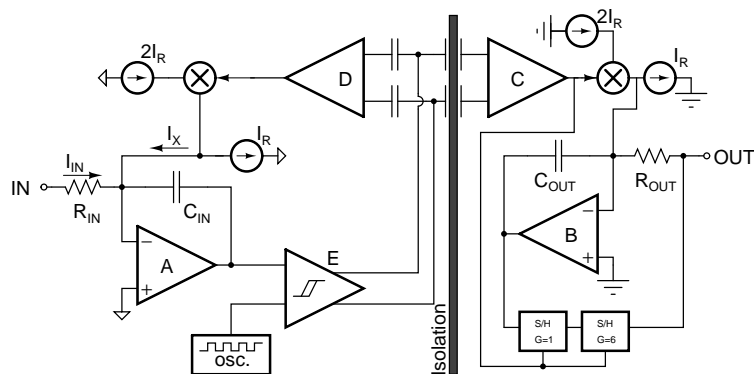 2I_R
2I_R
D
C
I_R
I_X
I_R
I_IN
IN
R_IN
C_IN
C_OUT
R_OUT
OUT
−
A
+
E
−
B
+
Isolation
S/H
G=1
S/H
G=6
OSC.